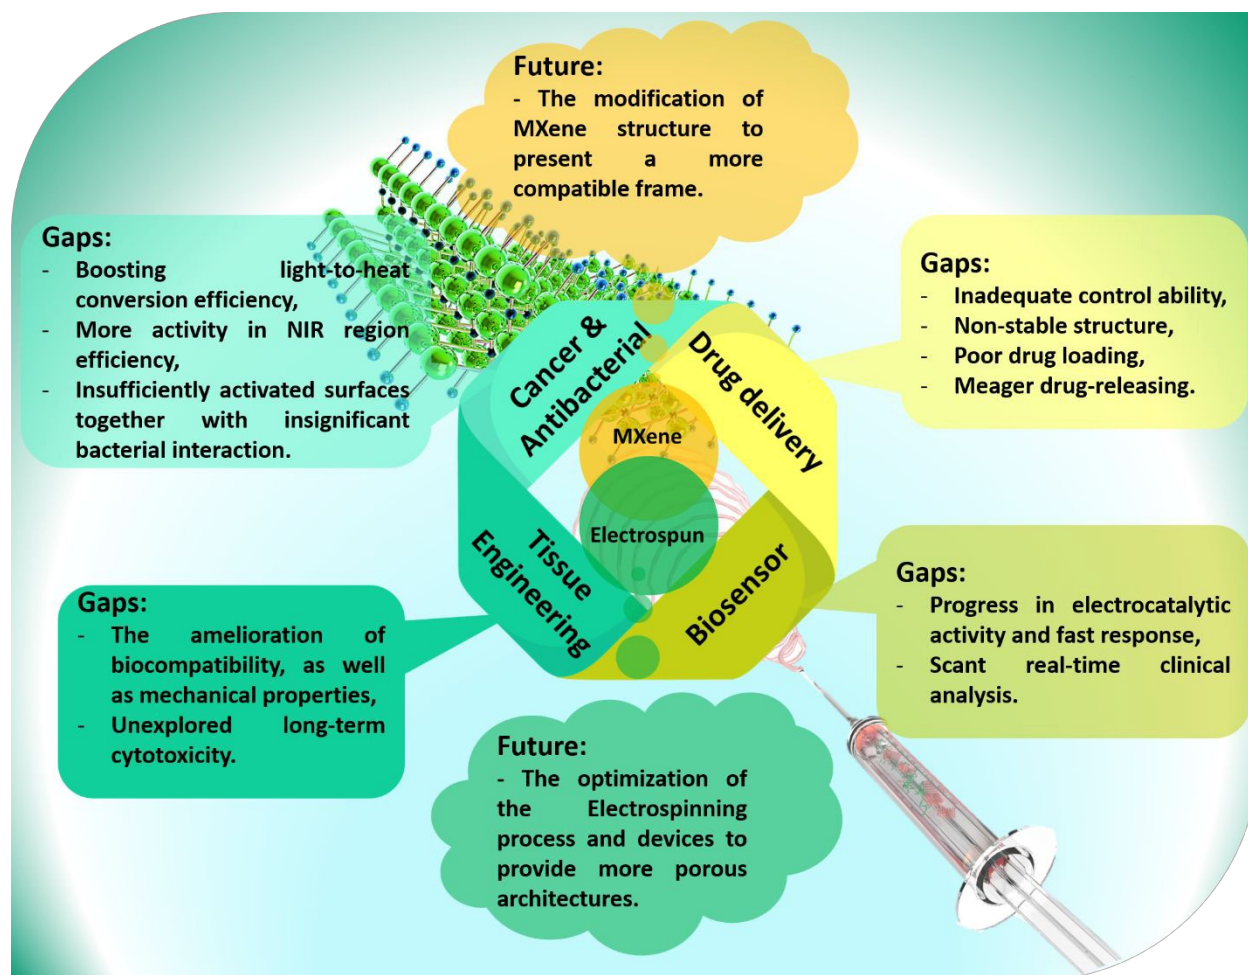 Future:
- The modification of
MXene structure to
present a more
compatible frame.
Gaps:
- Boosting light-to-heat
conversion efficiency,
- More activity in NIR region
efficiency,
- Insufficiently activated surfaces
together with insignificant
bacterial interaction.
Gaps:
- Inadequate control ability,
- Non-stable structure,
- Poor drug loading,
- Meager drug-releasing.
Cancer &
Antibacterial
Drug delivery
MXene
Electrospun
Tissue
Engineering
Biosensor
Gaps:
- The amelioration of
biocompatibility, as well
as mechanical properties,
- Unexplored long-term
cytotoxicity.
Gaps:
- Progress in electrocatalytic
activity and fast response,
- Scant real-time clinical
analysis.
Future:
- The optimization of
the Electrospinning
process and devices to
provide more porous
architectures.